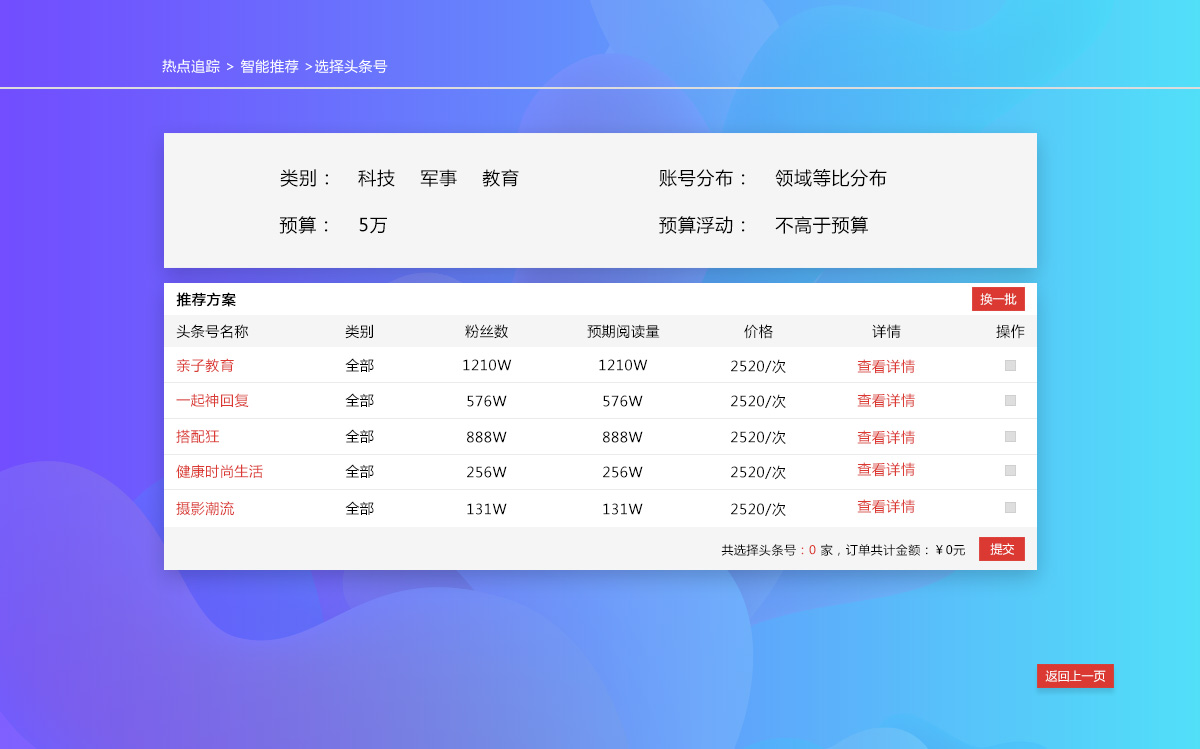 热点追踪 > 智能推荐 >选择头条号
类别： 科技 军事 教育 账号分布： 领域等比分布
预算： 5万 预算浮动： 不高于预算
推荐方案 换一批
头条号名称 类别 粉丝数 预期阅读量 价格 详情 操作
亲子教育 全部 1210W 1210W 2520/次 查看详情
一起神回复 全部 576W 576W 2520/次 查看详情
搭配狂 全部 888W 888W 2520/次 查看详情
健康时尚生活 全部 256W 256W 2520/次 查看详情
摄影潮流 全部 131W 131W 2520/次 查看详情
共选择头条号：0 家，订单共计金额：￥0元 提交
返回上一页